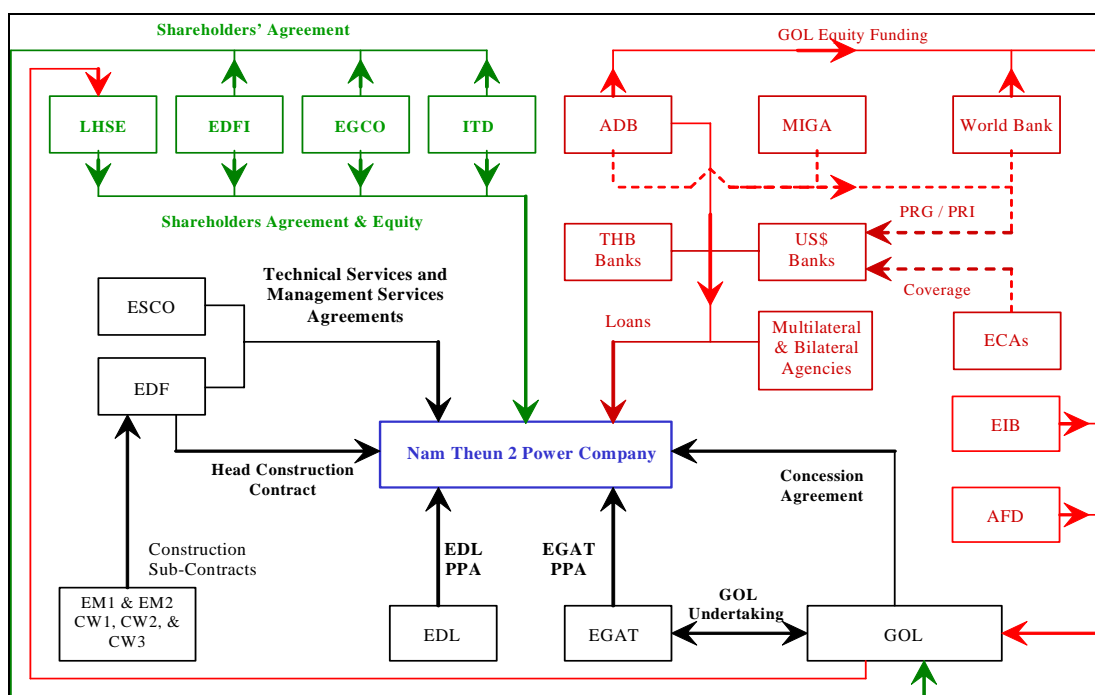 Shareholders' Agreement
GOL Equity Funding
LHSE
EDFI
EGCO
ITD
ADB
MIGA
World Bank
Shareholders Agreement & Equity
PRG / PRI
THB
Banks
US$
Banks
Technical Services and
Management Services
Agreements
Coverage
ESCO
Loans
Multilateral
& Bilateral
Agencies
ECAs
EDF
EIB
Nam Theun 2 Power Company
Head Construction
Contract
Concession
Agreement
AFD
Construction
Sub-Contracts
EDL
PPA
EGAT
PPA
EM1 & EM2
CW1, CW2, &
CW3
GOL
Undertaking
EDL
EGAT
GOL